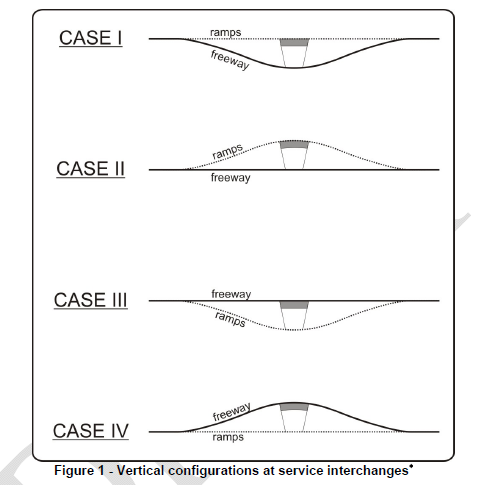 CASE I
ramps
freeway
CASE II
ramps
freeway
CASE III
freeway
ramps
CASE IV
freeway
ramps
Figure 1 - Vertical configurations at service interchanges*